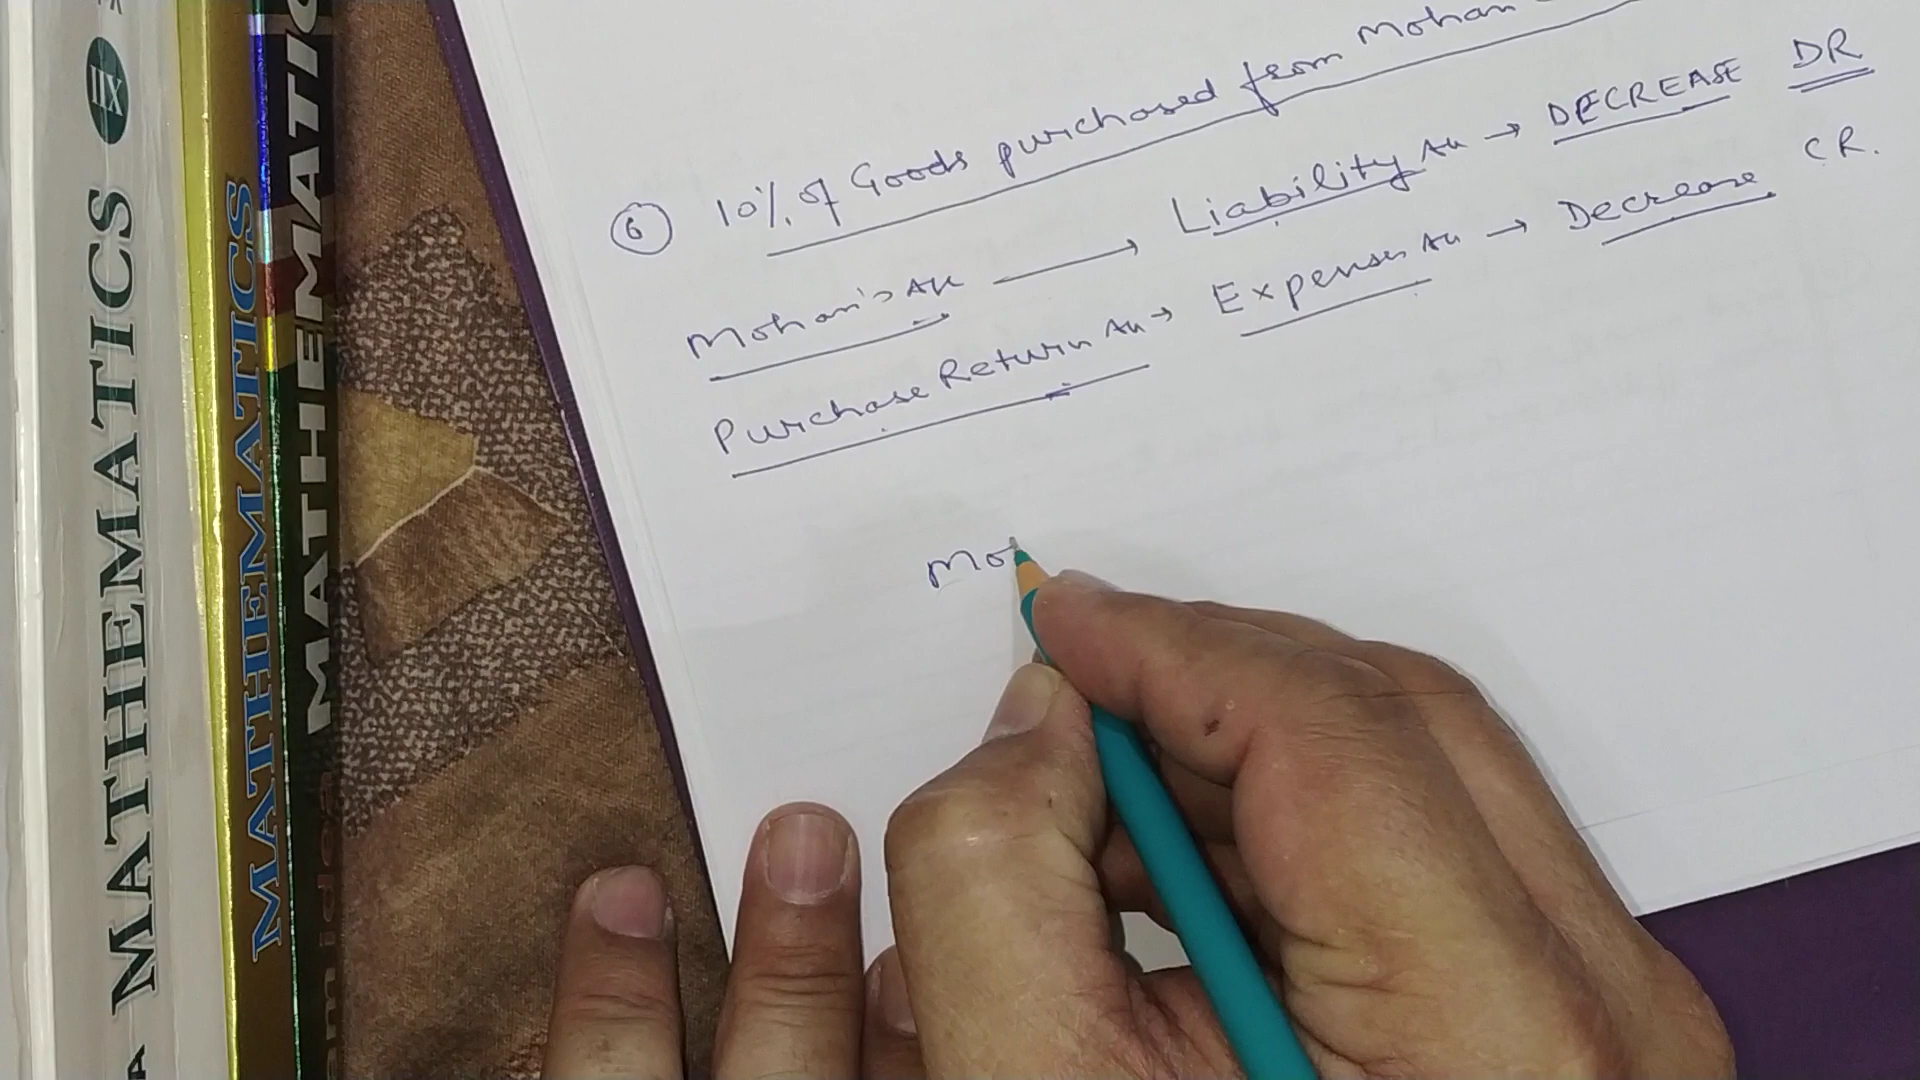 6 10% of Goods purchased from Mohan
Mohan's A/c → Liability A/c → DECREASE DR
Purchase Return A/c → Expenses A/c → Decrease CR.
Mo
MATHEMATICS XII
MATHEMATICS
MATHEMATIC